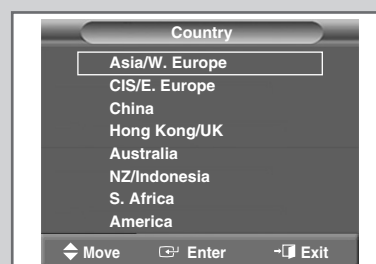 Country
Asia/W. Europe
CIS/E. Europe
China
Hong Kong/UK
Australia
NZ/Indonesia
S. Africa
America
Move Enter Exit